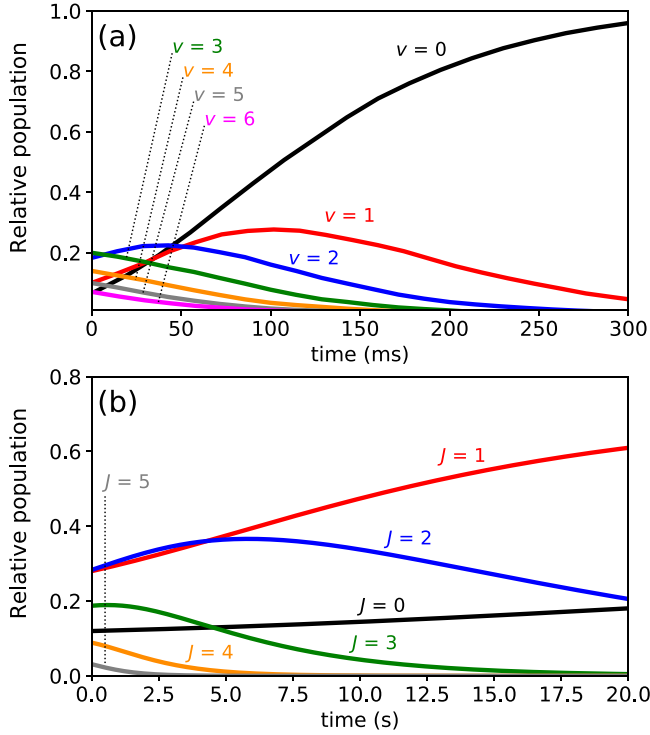 (a)
v = 3
v = 4
v = 5
v = 6
v = 0
v = 1
v = 2
Relative population
1.0
0.8
0.6
0.4
0.2
0 50 100 150 200 250 300
time (ms)
(b)
J = 5
J = 1
J = 2
J = 0
J = 3
J = 4
Relative population
0.8
0.6
0.4
0.2
0.0
0.0 2.5 5.0 7.5 10.0 12.5 15.0 17.5 20.0
time (s)